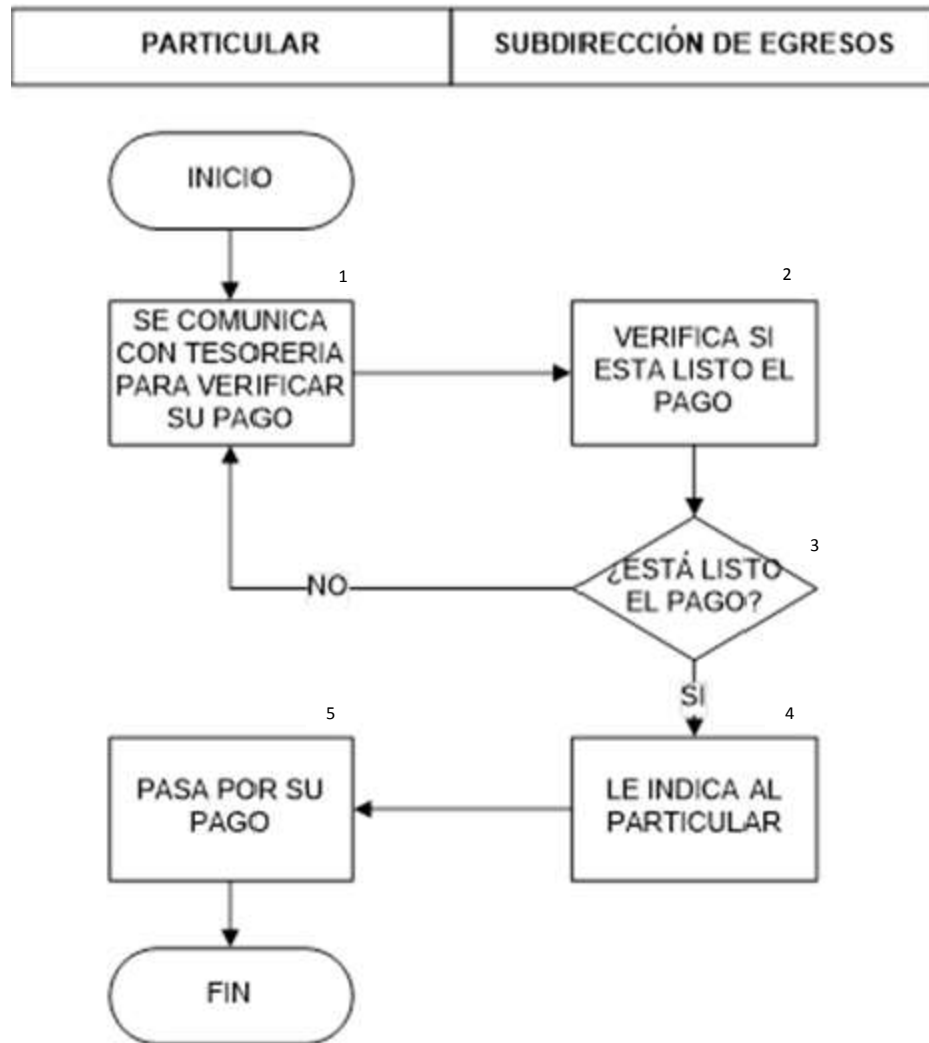 PARTICULAR
SUBDIRECCIÓN DE EGRESOS
INICIO
1
SE COMUNICA
CON TESORERIA
PARA VERIFICAR
SU PAGO
2
VERIFICA SI
ESTA LISTO EL
PAGO
3
¿ESTÁ LISTO
EL PAGO?
NO
SI
4
LE INDICA AL
PARTICULAR
5
PASA POR SU
PAGO
FIN